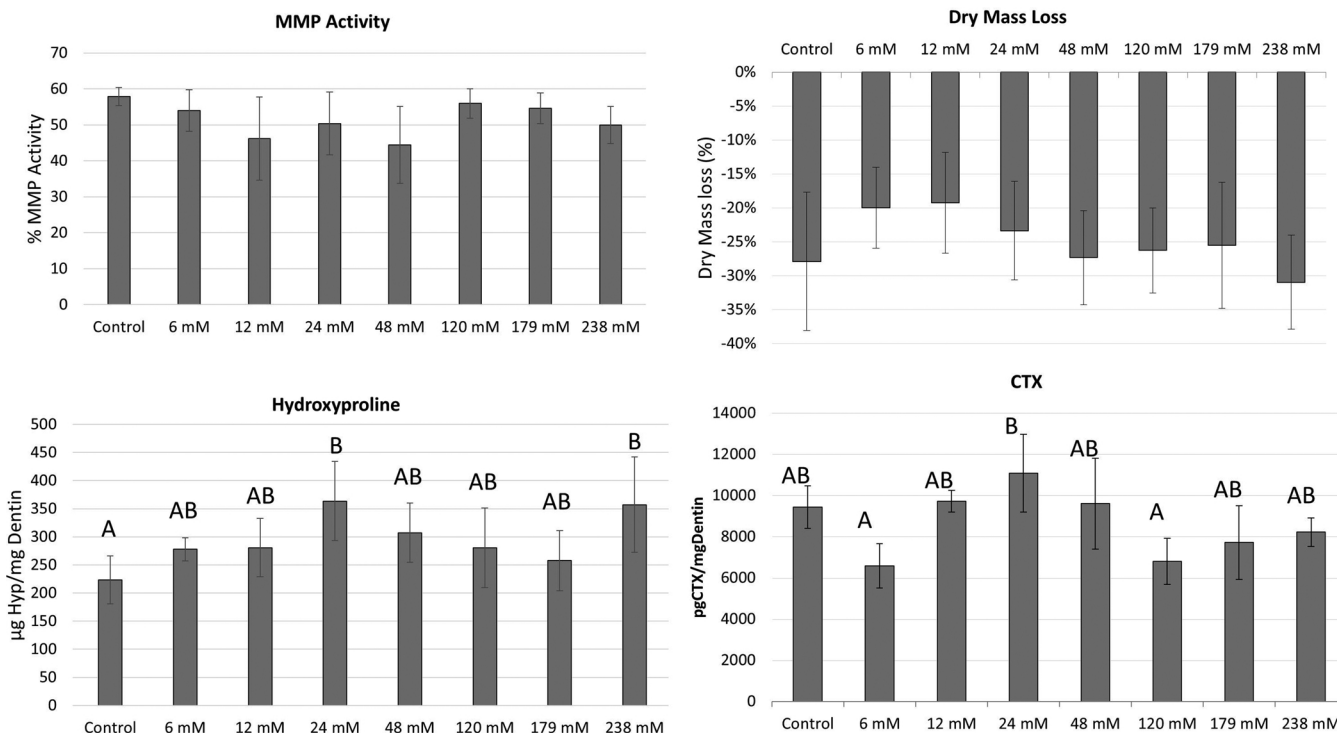 MMP Activity
% MMP Activity
70
60
50
40
30
20
10
0
Control 6 mM 12 mM 24 mM 48 mM 120 mM 179 mM 238 mM
Dry Mass Loss
Control 6 mM 12 mM 24 mM 48 mM 120 mM 179 mM 238 mM
Dry Mass loss (%)
0%
-5%
-10%
-15%
-20%
-25%
-30%
-35%
-40%
Hydroxyproline
µg Hyp/mg Dentin
500
450
400
350
300
250
200
150
100
50
0
A AB AB B AB AB AB B
Control 6 mM 12 mM 24 mM 48 mM 120 mM 179 mM 238 mM
CTX
pgCTX/mgDentin
14000
12000
10000
8000
6000
4000
2000
0
AB A AB B AB A AB AB
Control 6 mM 12 mM 24 mM 48 mM 120 mM 179 mM 238 mM